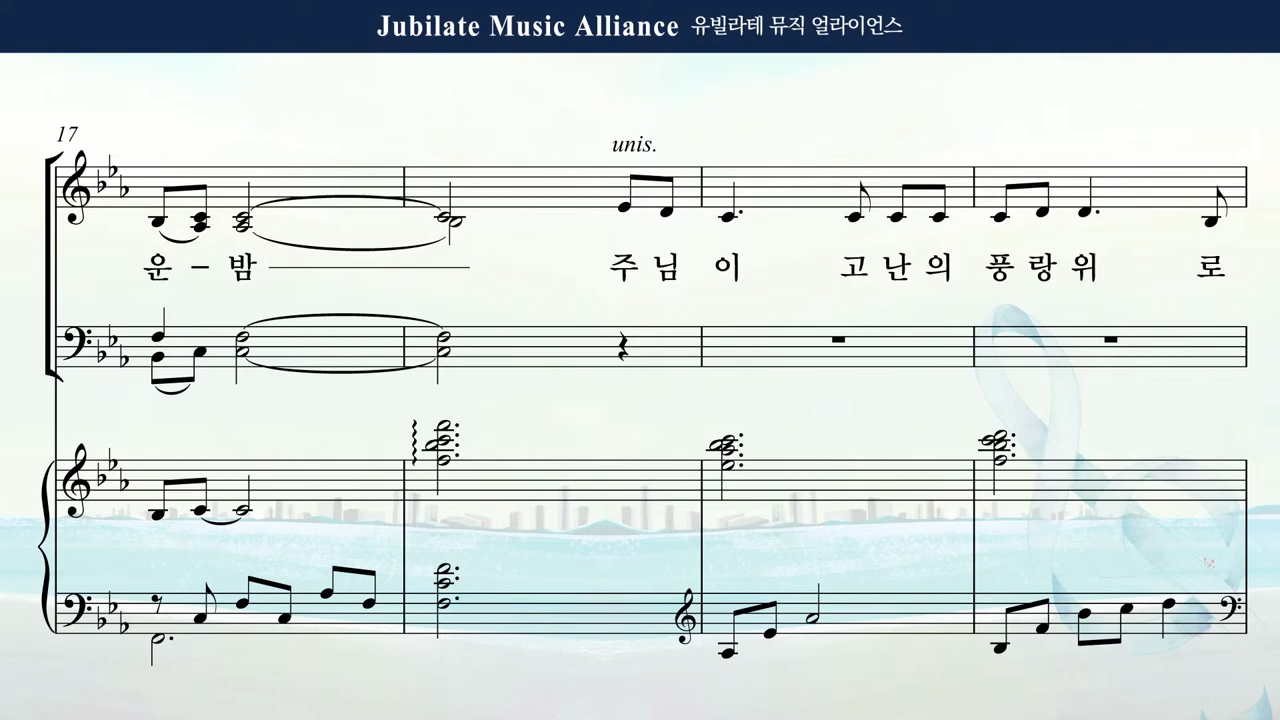 Jubilate Music Alliance 유빌라테 뮤직 얼라이언스
17
unis.
운 – 밤 주 님 이 고 난 의 풍 랑 위 로